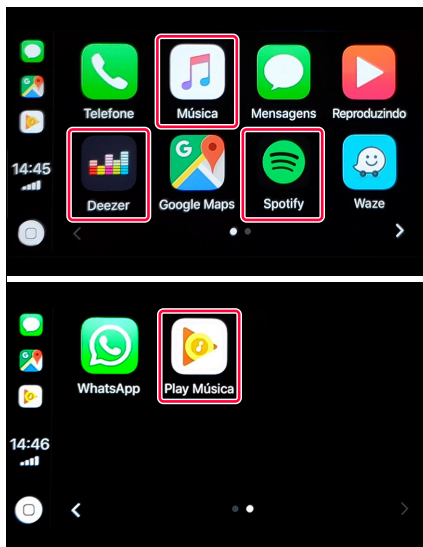 Telefone
Música
Mensagens
Reproduzindo
14:45
Deezer
G
Google Maps
Spotify
Waze
WhatsApp
Play Música
14:46